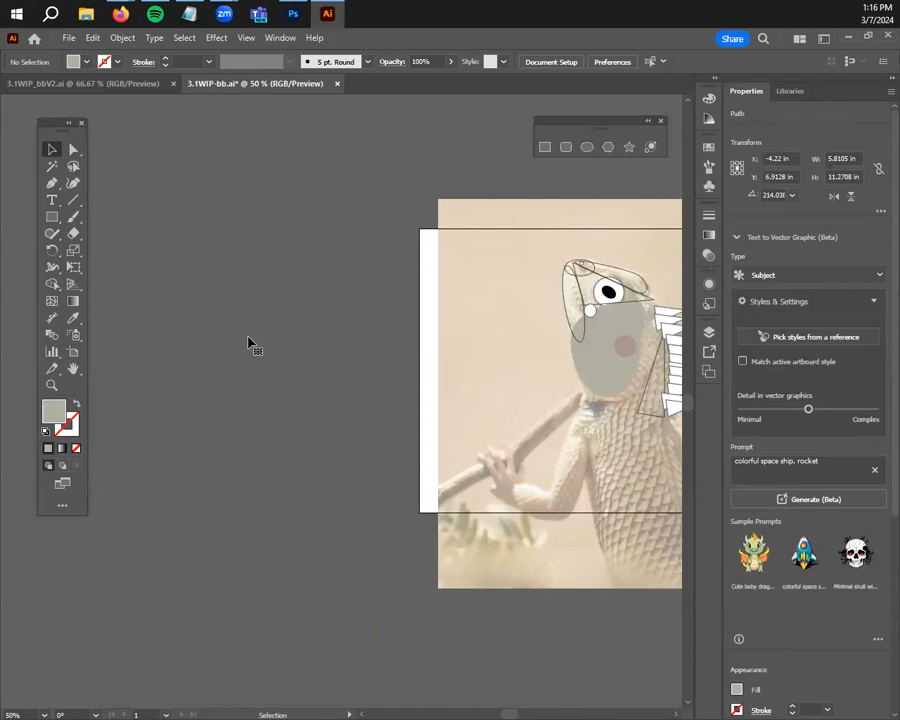 1:16 PM
3/7/2024
zm
Ps
Ai
Ai File Edit Object Type Select Effect View Window Help Share
No Selection Stroke: 5 pt. Round Opacity: 100% Style: Document Setup Preferences
3.1WIP_bbV2.ai @ 66.67 % (RGB/Preview) × 3.1WIP-bb.ai* @ 50 % (RGB/Preview) ×
Properties Libraries
Path
Transform
X: -4.22 in W: 5.8105 in
Y: 6.9128 in H: 11.2708 in
Text to Vector Graphic (Beta)
Type
Subject
Styles & Settings
Pick styles from a reference
Match active artboard style
Detail in vector graphics
Minimal Complex
Prompt
colorful space ship, rocket
Generate (Beta)
Sample Prompts
Cute baby drag... colorful space s... Minimal skull wi...
Appearance
Fill
Stroke
50% 0° 1 Selection